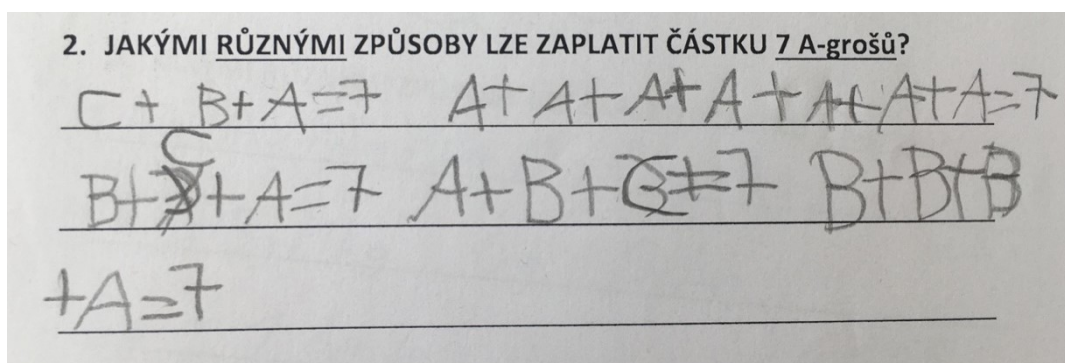 2. JAKÝMI RŮZNÝMI ZPŮSOBY LZE ZAPLATIT ČÁSTKU 7 A-grošů?
C + B+A=7 A+A+A+A+A+A+A=7
B+C+A=7 A+B+C=7 B+B+B
+A=7